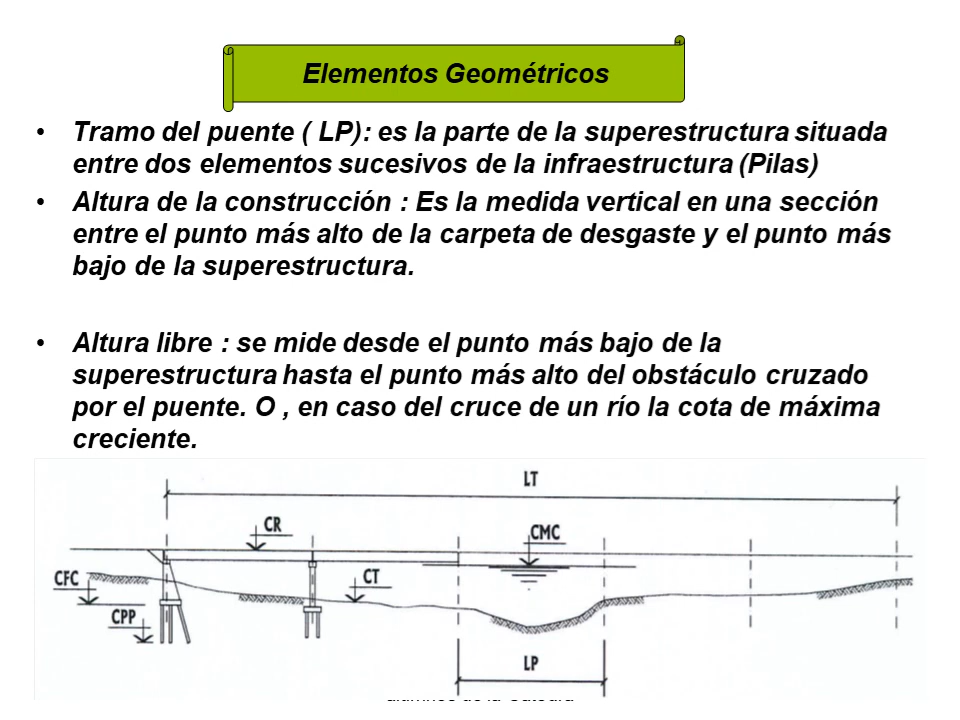 Elementos Geométricos
• Tramo del puente ( LP): es la parte de la superestructura situada
entre dos elementos sucesivos de la infraestructura (Pilas)
• Altura de la construcción : Es la medida vertical en una sección
entre el punto más alto de la carpeta de desgaste y el punto más
bajo de la superestructura.
• Altura libre : se mide desde el punto más bajo de la
superestructura hasta el punto más alto del obstáculo cruzado
por el puente. O , en caso del cruce de un río la cota de máxima
creciente.
LT
CR
CMC
CFC
CT
CPP
LP